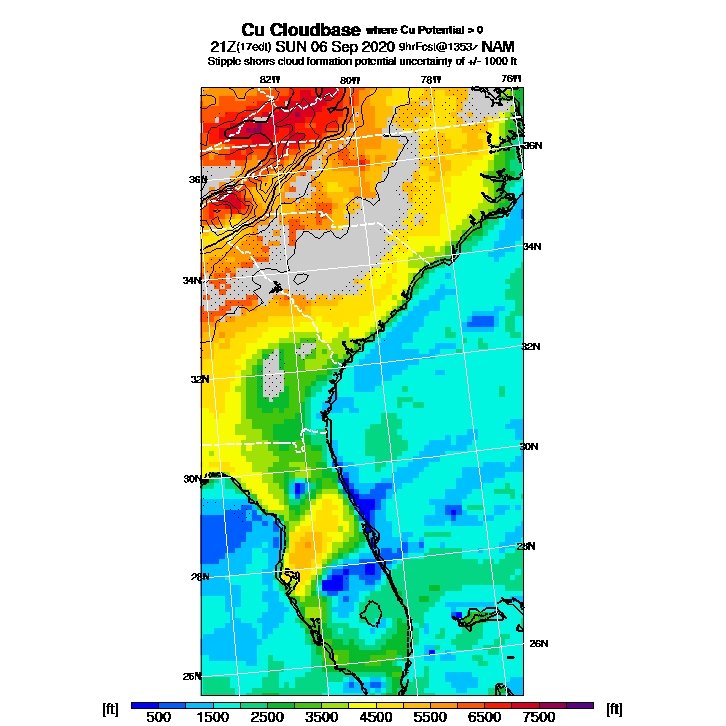 Cu Cloudbase where Cu Potential > 0
21Z(17edt) SUN 06 Sep 2020 9hrFcst@1353z NAM
Stipple shows cloud formation potential uncertainty of +/- 1000 ft
82W 80W 78W 76W
36N
36N
34N
34N
32N
32N
30N
30N
28N
28N
26N
26N
[ft] 500 1500 2500 3500 4500 5500 6500 7500 [ft]